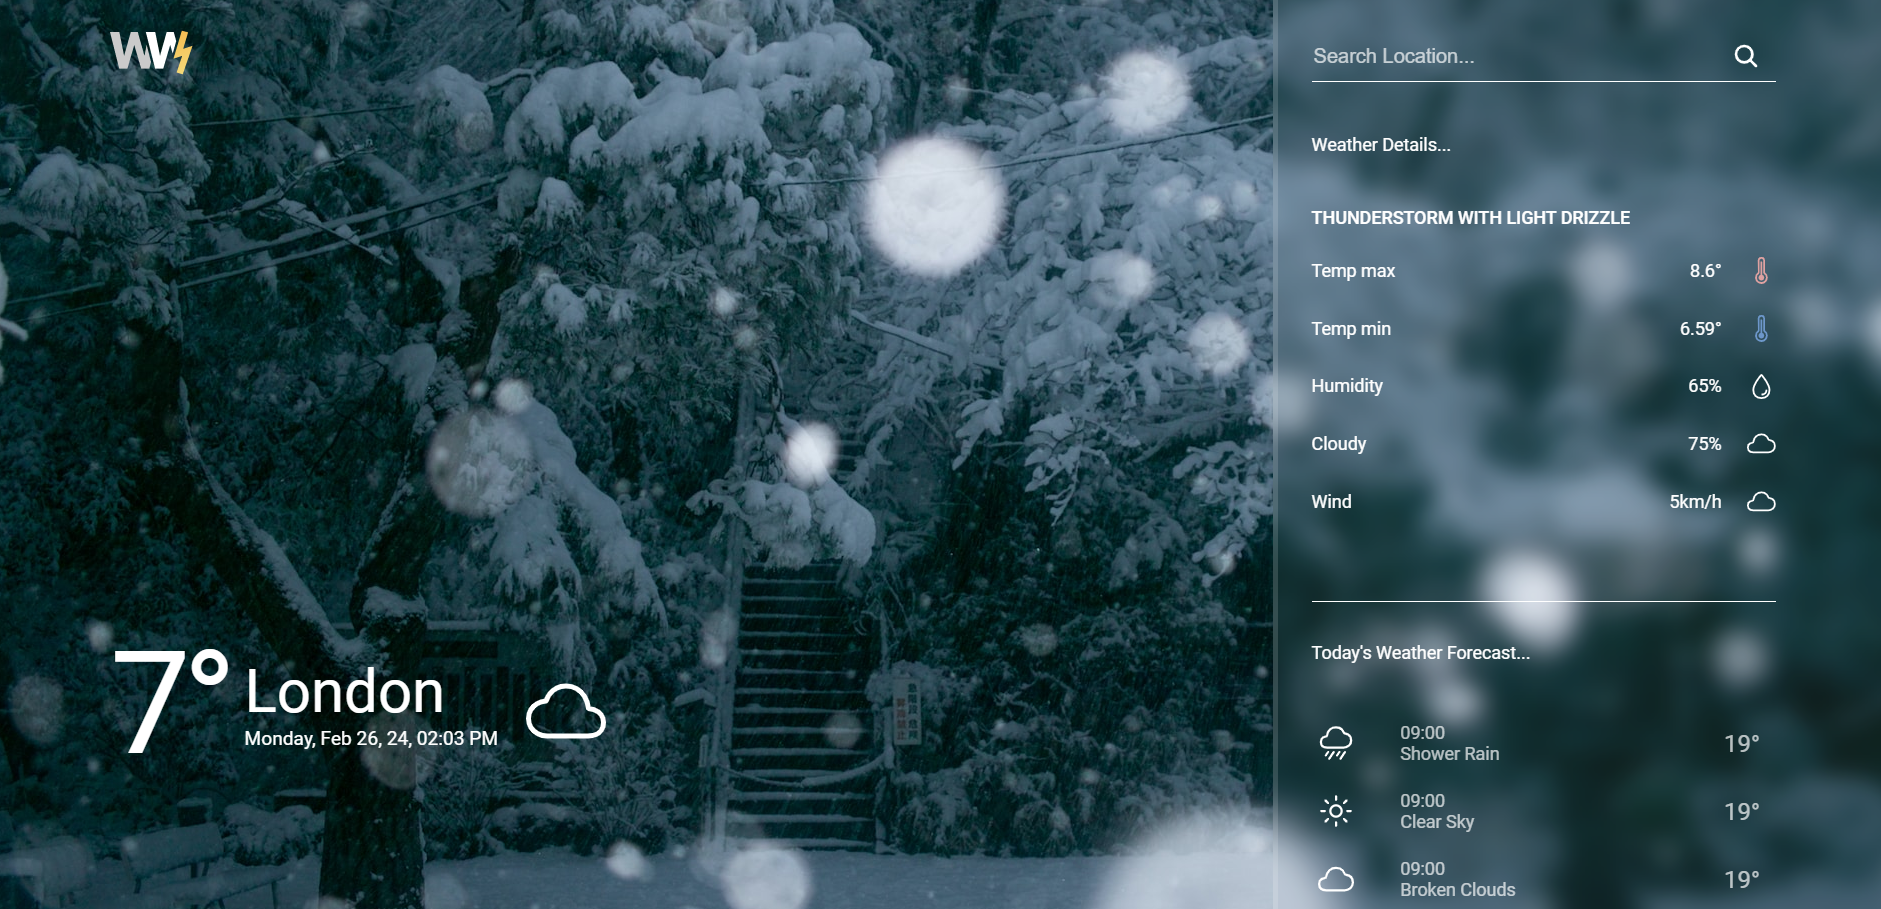 WW
Search Location...
Weather Details...
THUNDERSTORM WITH LIGHT DRIZZLE
Temp max 8.6°
Temp min 6.59°
Humidity 65%
Cloudy 75%
Wind 5km/h
7° London
Monday, Feb 26, 24, 02:03 PM
Today's Weather Forecast...
09:00
Shower Rain 19°
09:00
Clear Sky 19°
09:00
Broken Clouds 19°